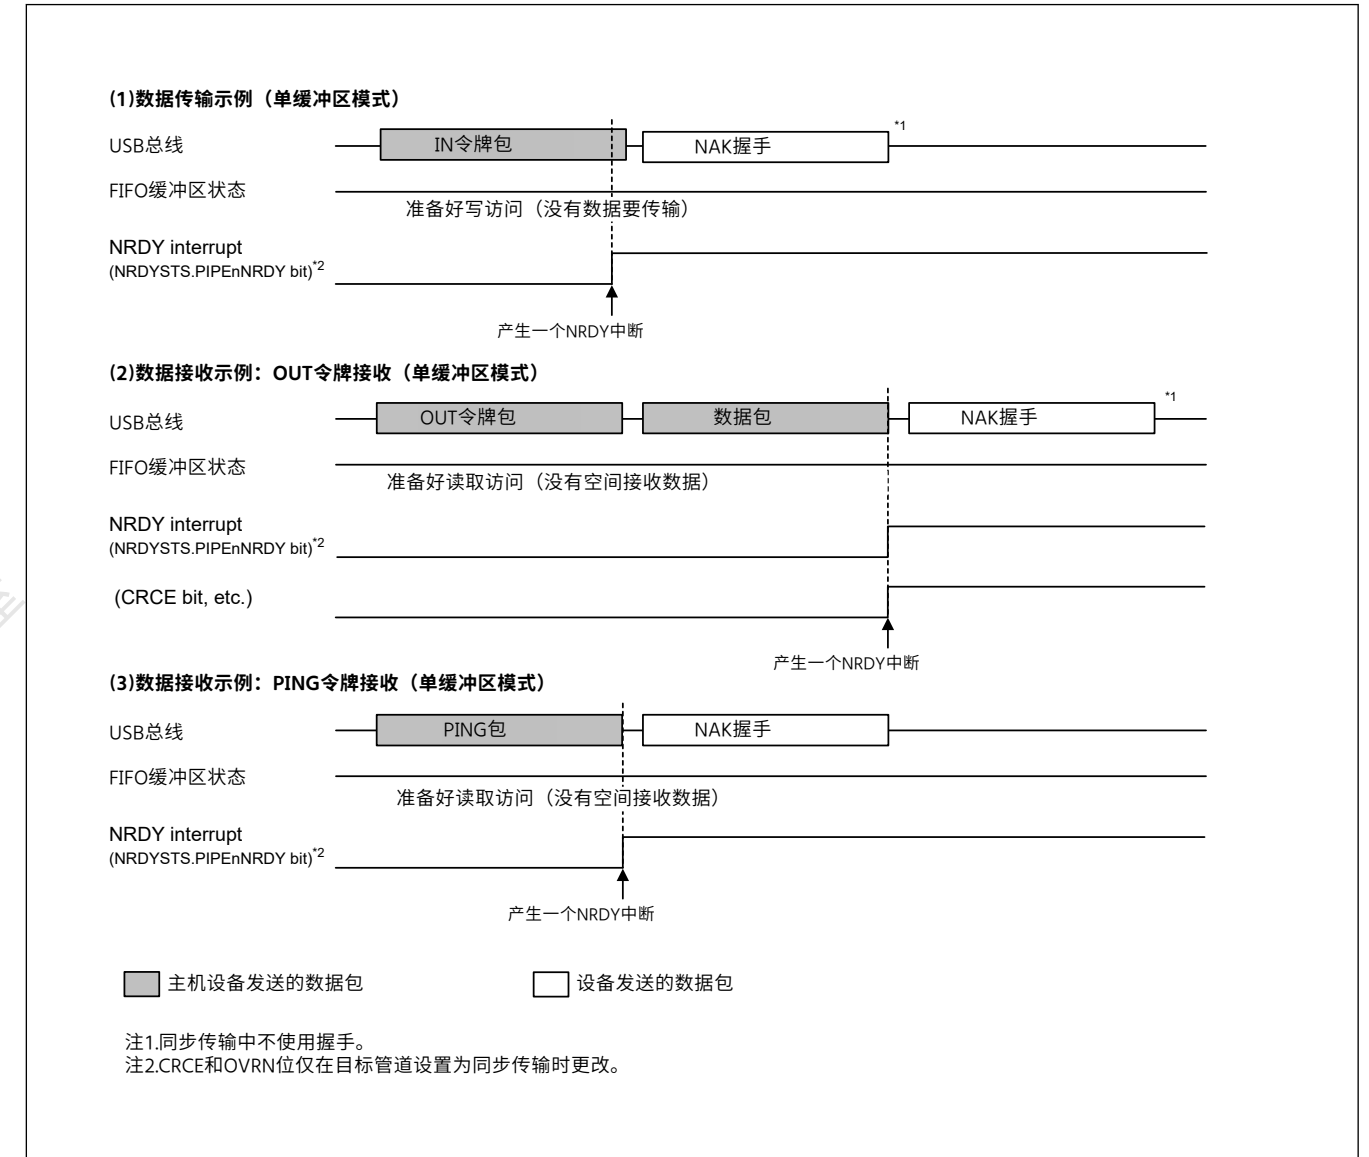 (1)数据传输示例（单缓冲区模式）
USB总线
IN令牌包
NAK握手
*1
FIFO缓冲区状态
准备好写访问（没有数据要传输）
NRDY interrupt
(NRDYSTS.PIPEnNRDY bit)*2
产生一个NRDY中断
(2)数据接收示例：OUT令牌接收（单缓冲区模式）
USB总线
OUT令牌包
数据包
NAK握手
*1
FIFO缓冲区状态
准备好读取访问（没有空间接收数据）
NRDY interrupt
(NRDYSTS.PIPEnNRDY bit)*2
(CRCE bit, etc.)
产生一个NRDY中断
(3)数据接收示例：PING令牌接收（单缓冲区模式）
USB总线
PING包
NAK握手
FIFO缓冲区状态
准备好读取访问（没有空间接收数据）
NRDY interrupt
(NRDYSTS.PIPEnNRDY bit)*2
产生一个NRDY中断
主机设备发送的数据包
设备发送的数据包
注1.同步传输中不使用握手。
注2.CRCE和OVRN位仅在目标管道设置为同步传输时更改。